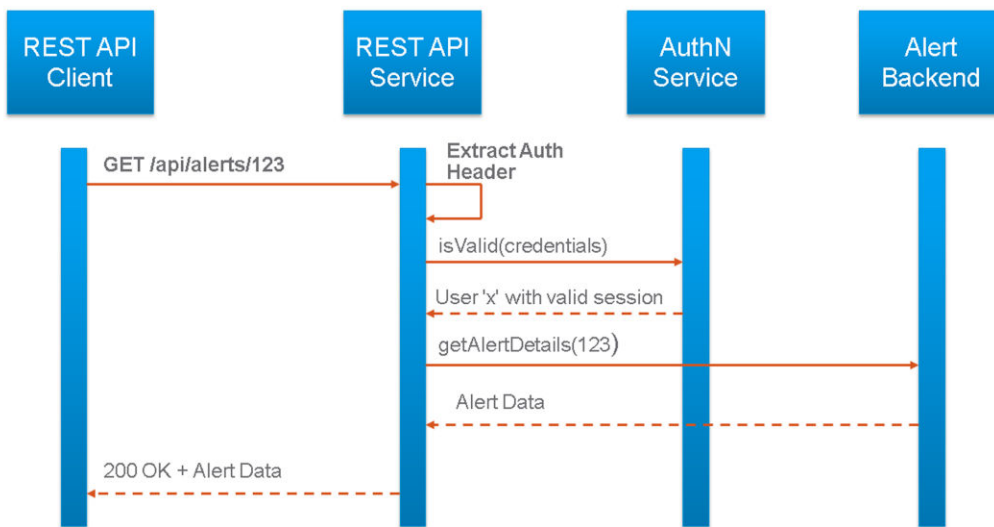 REST API
Client
REST API
Service
AuthN
Service
Alert
Backend
GET /api/alerts/123
Extract Auth
Header
isValid(credentials)
User 'x' with valid session
getAlertDetails(123)
Alert Data
200 OK + Alert Data